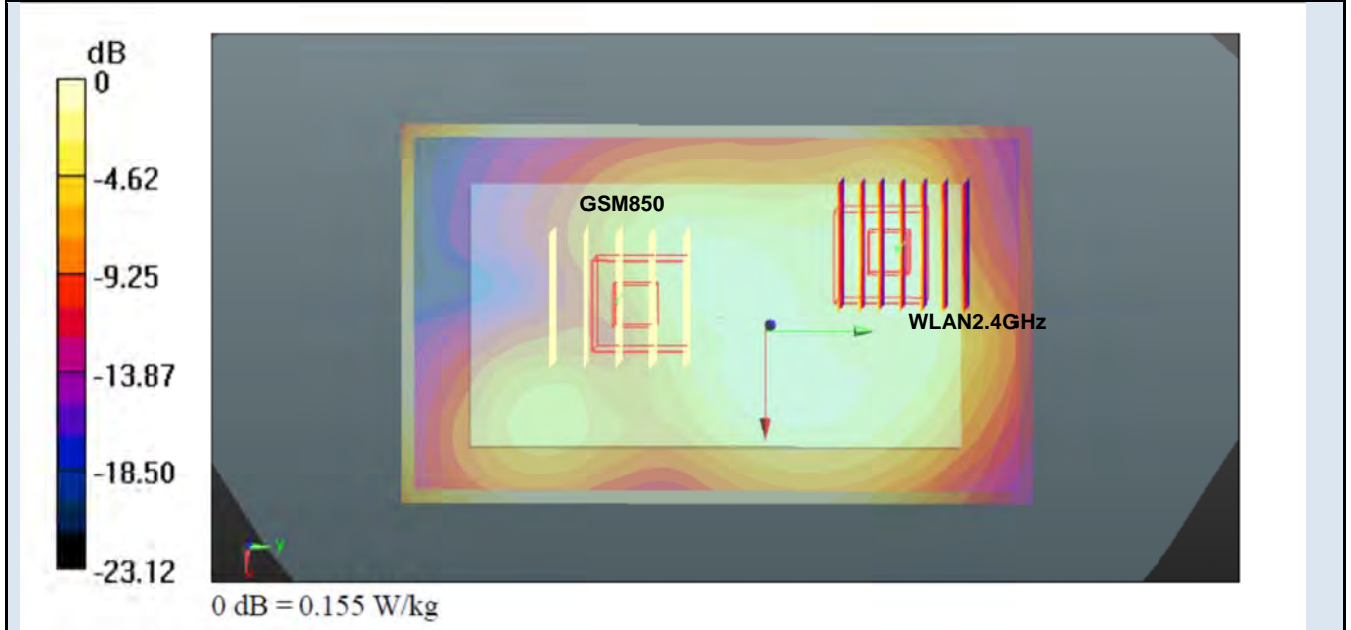 dB
0
-4.62
-9.25
-13.87
-18.50
-23.12
GSM850
WLAN2.4GHz
y
0 dB = 0.155 W/kg